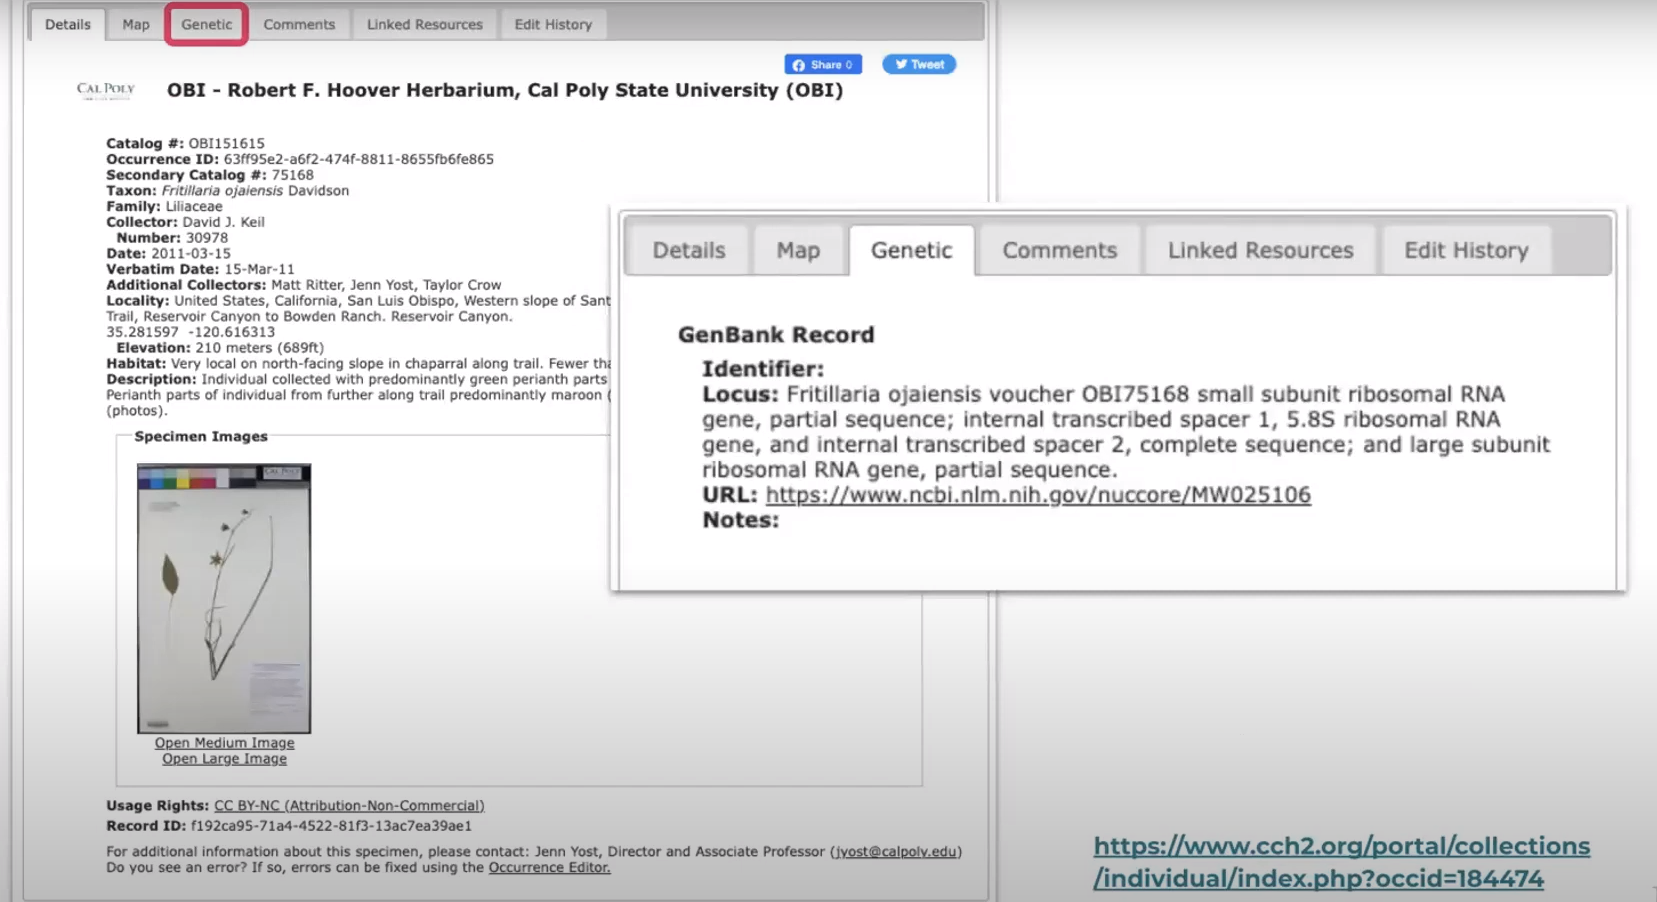 Details Map Genetic Comments Linked Resources Edit History
Share 0 Tweet
CAL POLY
OBI - Robert F. Hoover Herbarium, Cal Poly State University (OBI)
Catalog #: OBI151615
Occurrence ID: 63ff95e2-a6f2-474f-8811-8655fb6fe865
Secondary Catalog #: 75168
Taxon: Fritillaria ojaiensis Davidson
Family: Liliaceae
Collector: David J. Keil
Number: 30978
Date: 2011-03-15
Verbatim Date: 15-Mar-11
Additional Collectors: Matt Ritter, Jenn Yost, Taylor Crow
Locality: United States, California, San Luis Obispo, Western slope of Sant
Trail, Reservoir Canyon to Bowden Ranch. Reservoir Canyon.
35.281597 -120.616313
Elevation: 210 meters (689ft)
Habitat: Very local on north-facing slope in chaparral along trail. Fewer tha
Description: Individual collected with predominantly green perianth parts
Perianth parts of individual from further along trail predominantly maroon (
(photos).
Specimen Images
CAL POLY
Open Medium Image
Open Large Image
Usage Rights: CC BY-NC (Attribution-Non-Commercial)
Record ID: f192ca95-71a4-4522-81f3-13ac7ea39ae1
For additional information about this specimen, please contact: Jenn Yost, Director and Associate Professor (jyost@calpoly.edu)
Do you see an error? If so, errors can be fixed using the Occurrence Editor.
Details Map Genetic Comments Linked Resources Edit History
GenBank Record
Identifier:
Locus: Fritillaria ojaiensis voucher OBI75168 small subunit ribosomal RNA
gene, partial sequence; internal transcribed spacer 1, 5.8S ribosomal RNA
gene, and internal transcribed spacer 2, complete sequence; and large subunit
ribosomal RNA gene, partial sequence.
URL: https://www.ncbi.nlm.nih.gov/nuccore/MW025106
Notes:
https://www.cch2.org/portal/collections
/individual/index.php?occid=184474